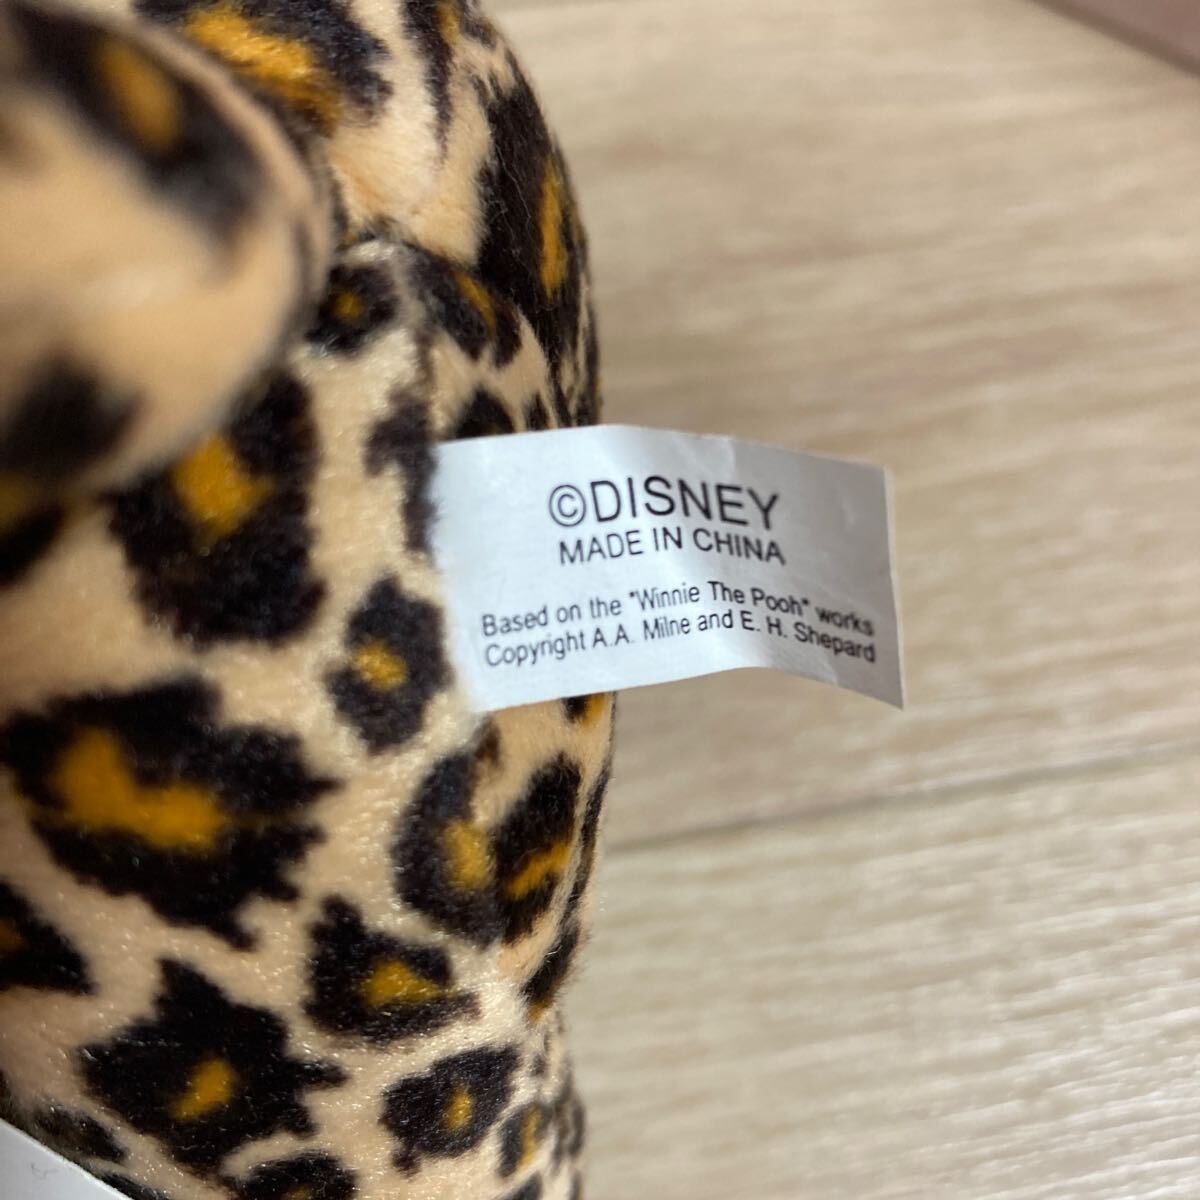 ©DISNEY
MADE IN CHINA
Based on the "Winnie The Pooh" works
Copyright A.A. Milne and E. H. Shepard